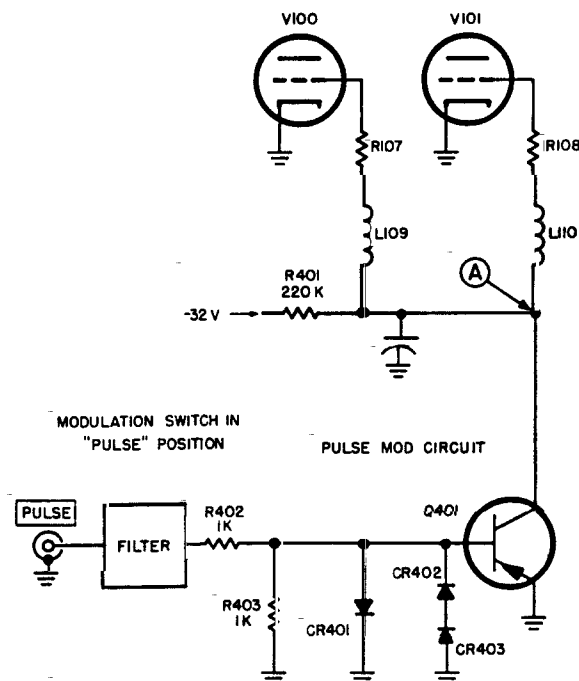 V100
V101
R107
R108
L109
L110
A
R401
220 K
-32 V
MODULATION SWITCH IN
"PULSE" POSITION
PULSE MOD CIRCUIT
PULSE
FILTER
R402
1K
Q401
R403
1K
CR401
CR402
CR403